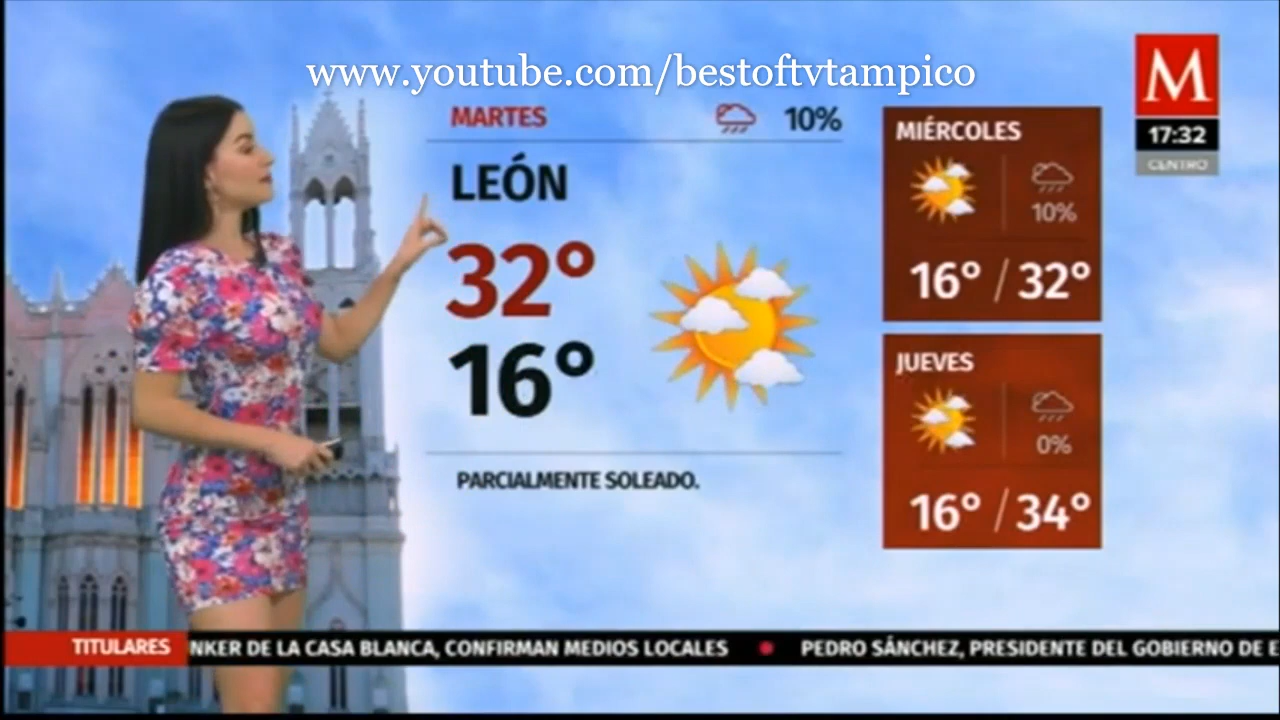 www.youtube.com/bestoftvtampico
M
17:32
CENTRO
MARTES 10%
LEÓN
32°
16°
PARCIALMENTE SOLEADO.
MIÉRCOLES
10%
16° / 32°
JUEVES
0%
16° / 34°
TITULARES NKER DE LA CASA BLANCA, CONFIRMAN MEDIOS LOCALES • PEDRO SÁNCHEZ, PRESIDENTE DEL GOBIERNO DE E